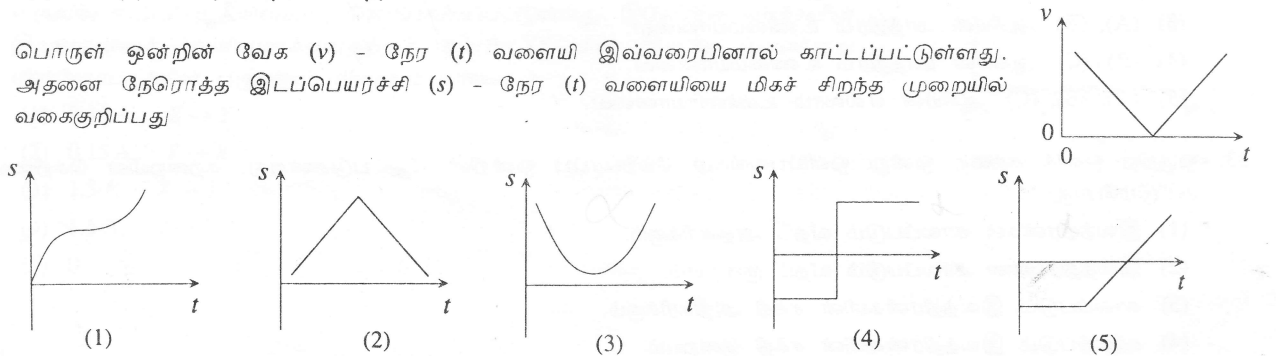 பொருள் ஒன்றின் வேக (v) - நேர (t) வளையி இவ்வரைபினால் காட்டப்பட்டுள்ளது.
அதனை நேரொத்த இடப்பெயர்ச்சி (s) - நேர (t) வளையியை மிகச் சிறந்த முறையில்
வகைகுறிப்பது
v
0
0
t
s
t
(1)
s
t
(2)
s
t
(3)
s
t
(4)
s
t
(5)